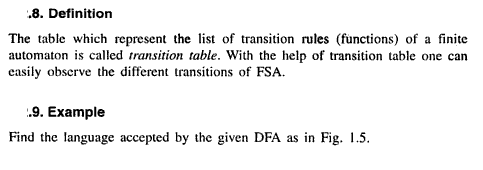 .8. Definition
The table which represent the list of transition rules (functions) of a finite
automaton is called transition table. With the help of transition table one can
easily observe the different transitions of FSA.
.9. Example
Find the language accepted by the given DFA as in Fig. 1.5.